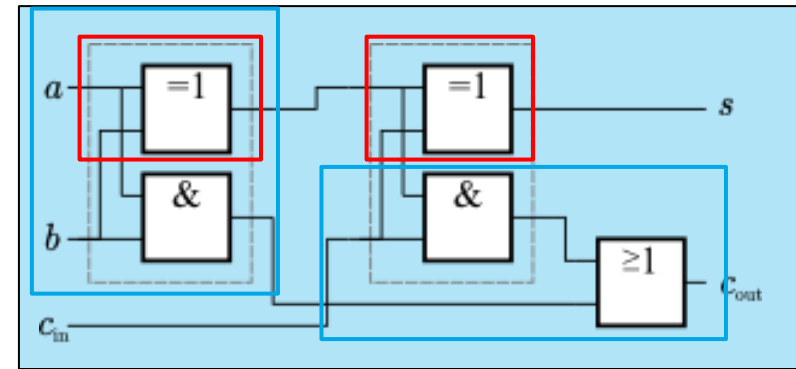 a =1 =1 s
b & &
≥1
c_out
c_in